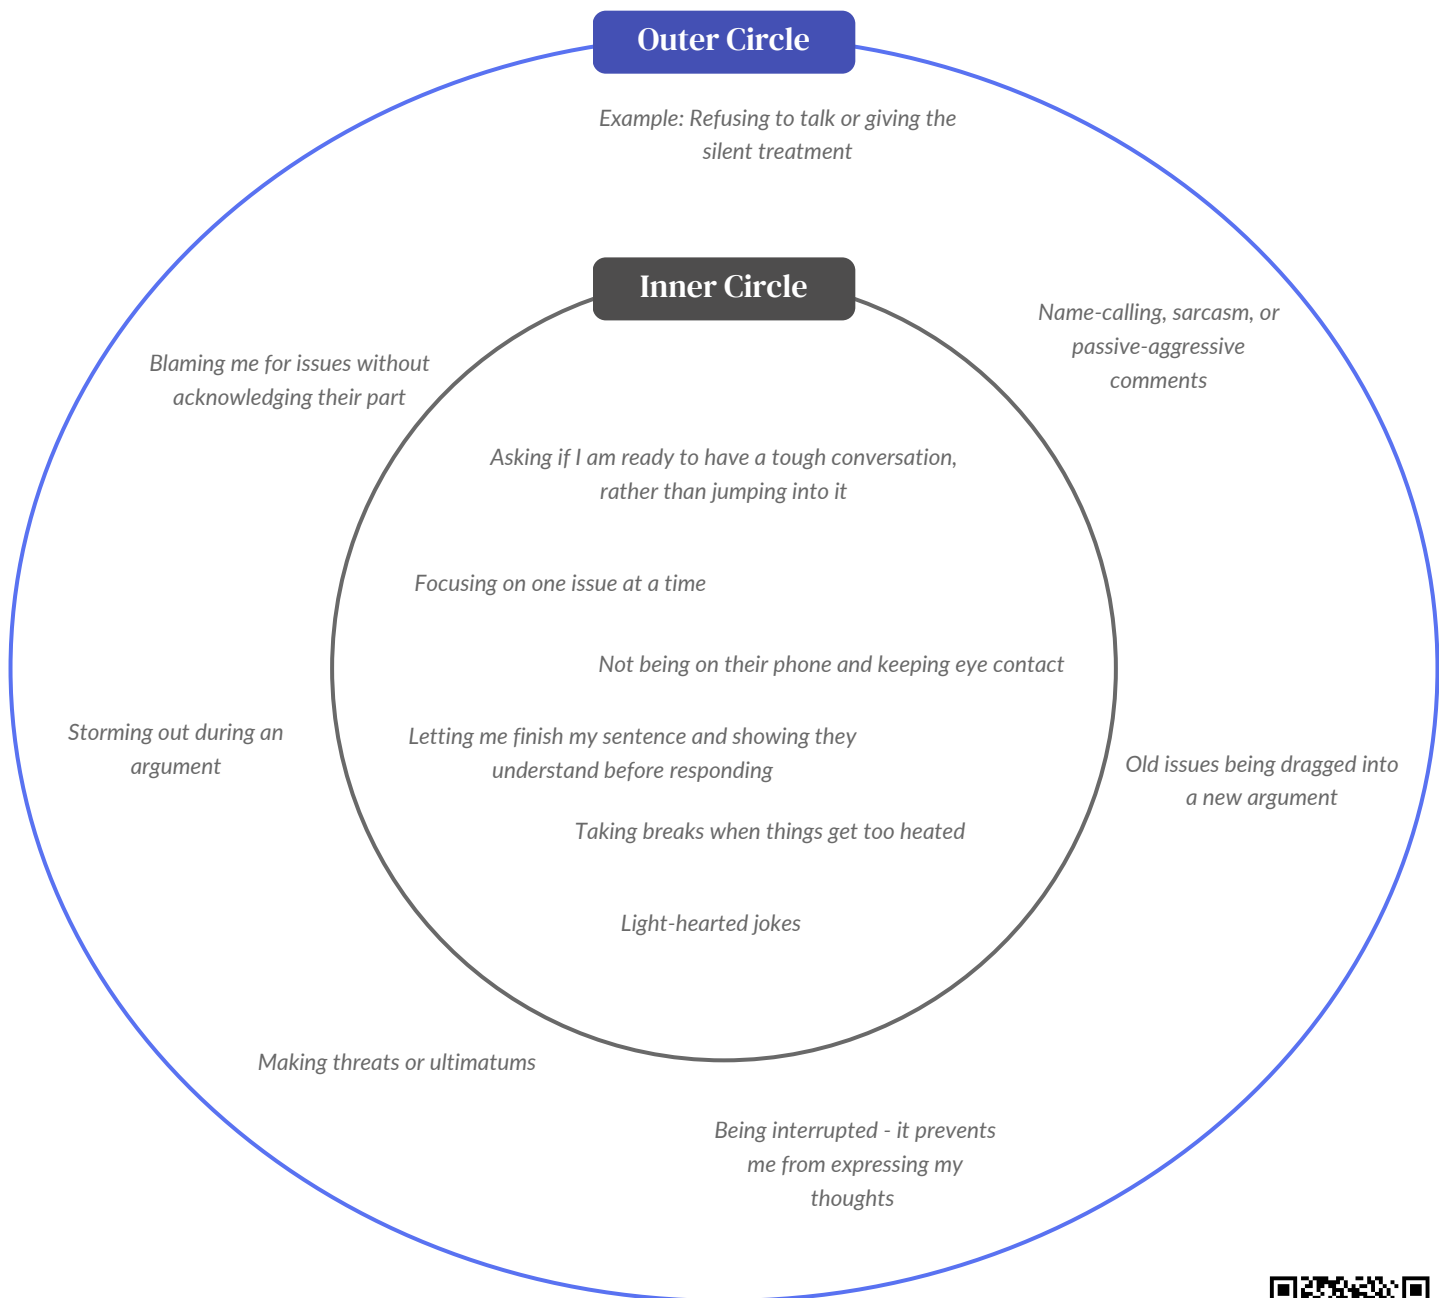 Outer Circle
Example: Refusing to talk or giving the
silent treatment
Inner Circle
Name-calling, sarcasm, or
passive-aggressive
comments
Blaming me for issues without
acknowledging their part
Asking if I am ready to have a tough conversation,
rather than jumping into it
Focusing on one issue at a time
Not being on their phone and keeping eye contact
Storming out during an
argument
Letting me finish my sentence and showing they
understand before responding
Old issues being dragged into
a new argument
Taking breaks when things get too heated
Light-hearted jokes
Making threats or ultimatums
Being interrupted - it prevents
me from expressing my
thoughts